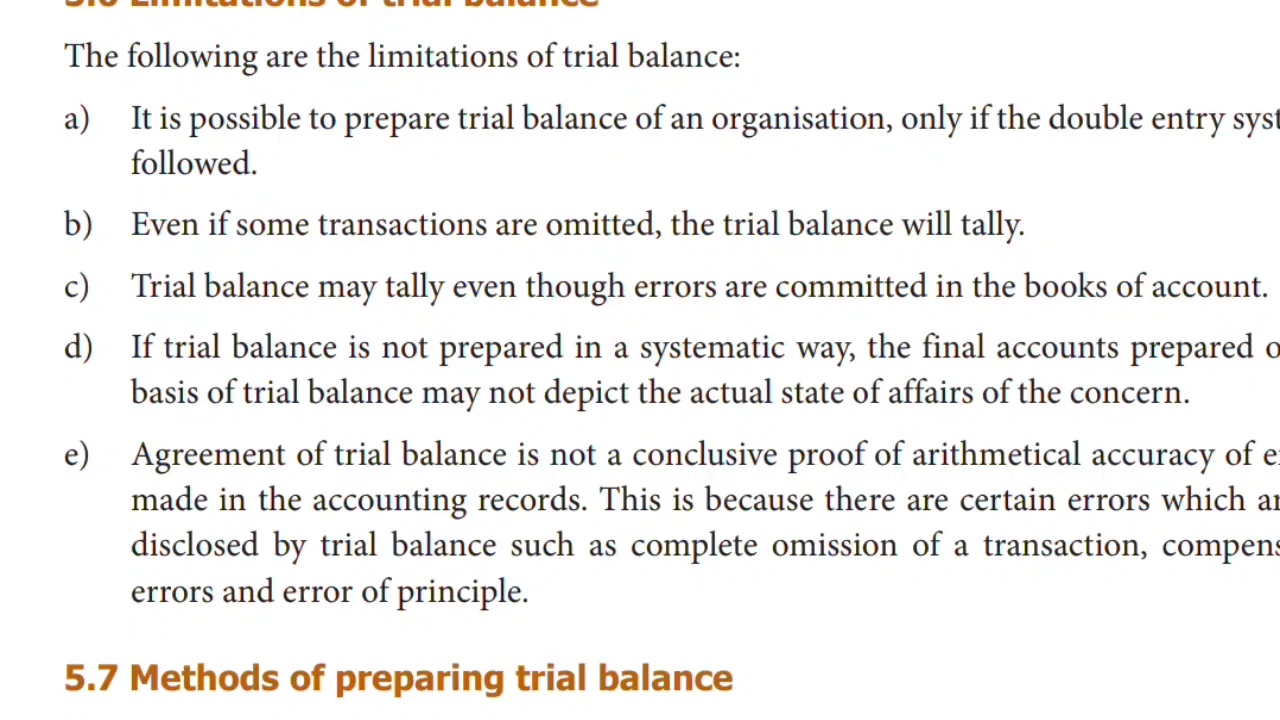 5.6 Limitations of trial balance
The following are the limitations of trial balance:
a) It is possible to prepare trial balance of an organisation, only if the double entry
followed.
b) Even if some transactions are omitted, the trial balance will tally.
c) Trial balance may tally even though errors are committed in the books of account.
d) If trial balance is not prepared in a systematic way, the final accounts prepared
basis of trial balance may not depict the actual state of affairs of the concern.
e) Agreement of trial balance is not a conclusive proof of arithmetical accuracy of
made in the accounting records. This is because there are certain errors which
disclosed by trial balance such as complete omission of a transaction,
errors and error of principle.
5.7 Methods of preparing trial balance